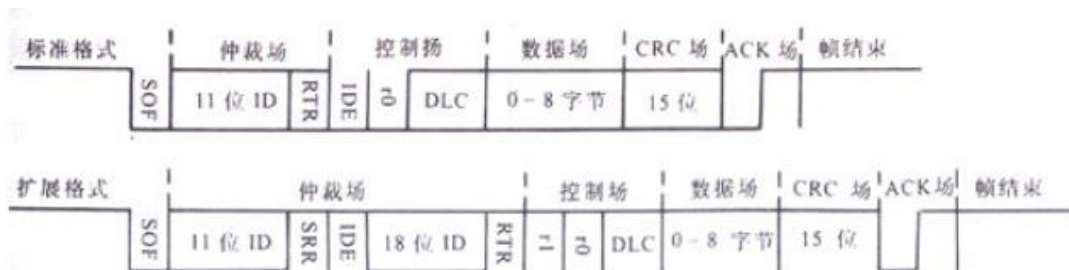 标准格式 仲裁场 控制扬 数据场 CRC 场 ACK 场 帧结束
SOF 11 位 ID RTR IDE r0 DLC 0-8 字节 15 位
扩展格式 仲裁场 控制场 数据场 CRC 场 ACK 场 帧结束
SOF 11 位 ID SRR IDE 18 位 ID RTR r1 r0 DLC 0-8 字节 15 位